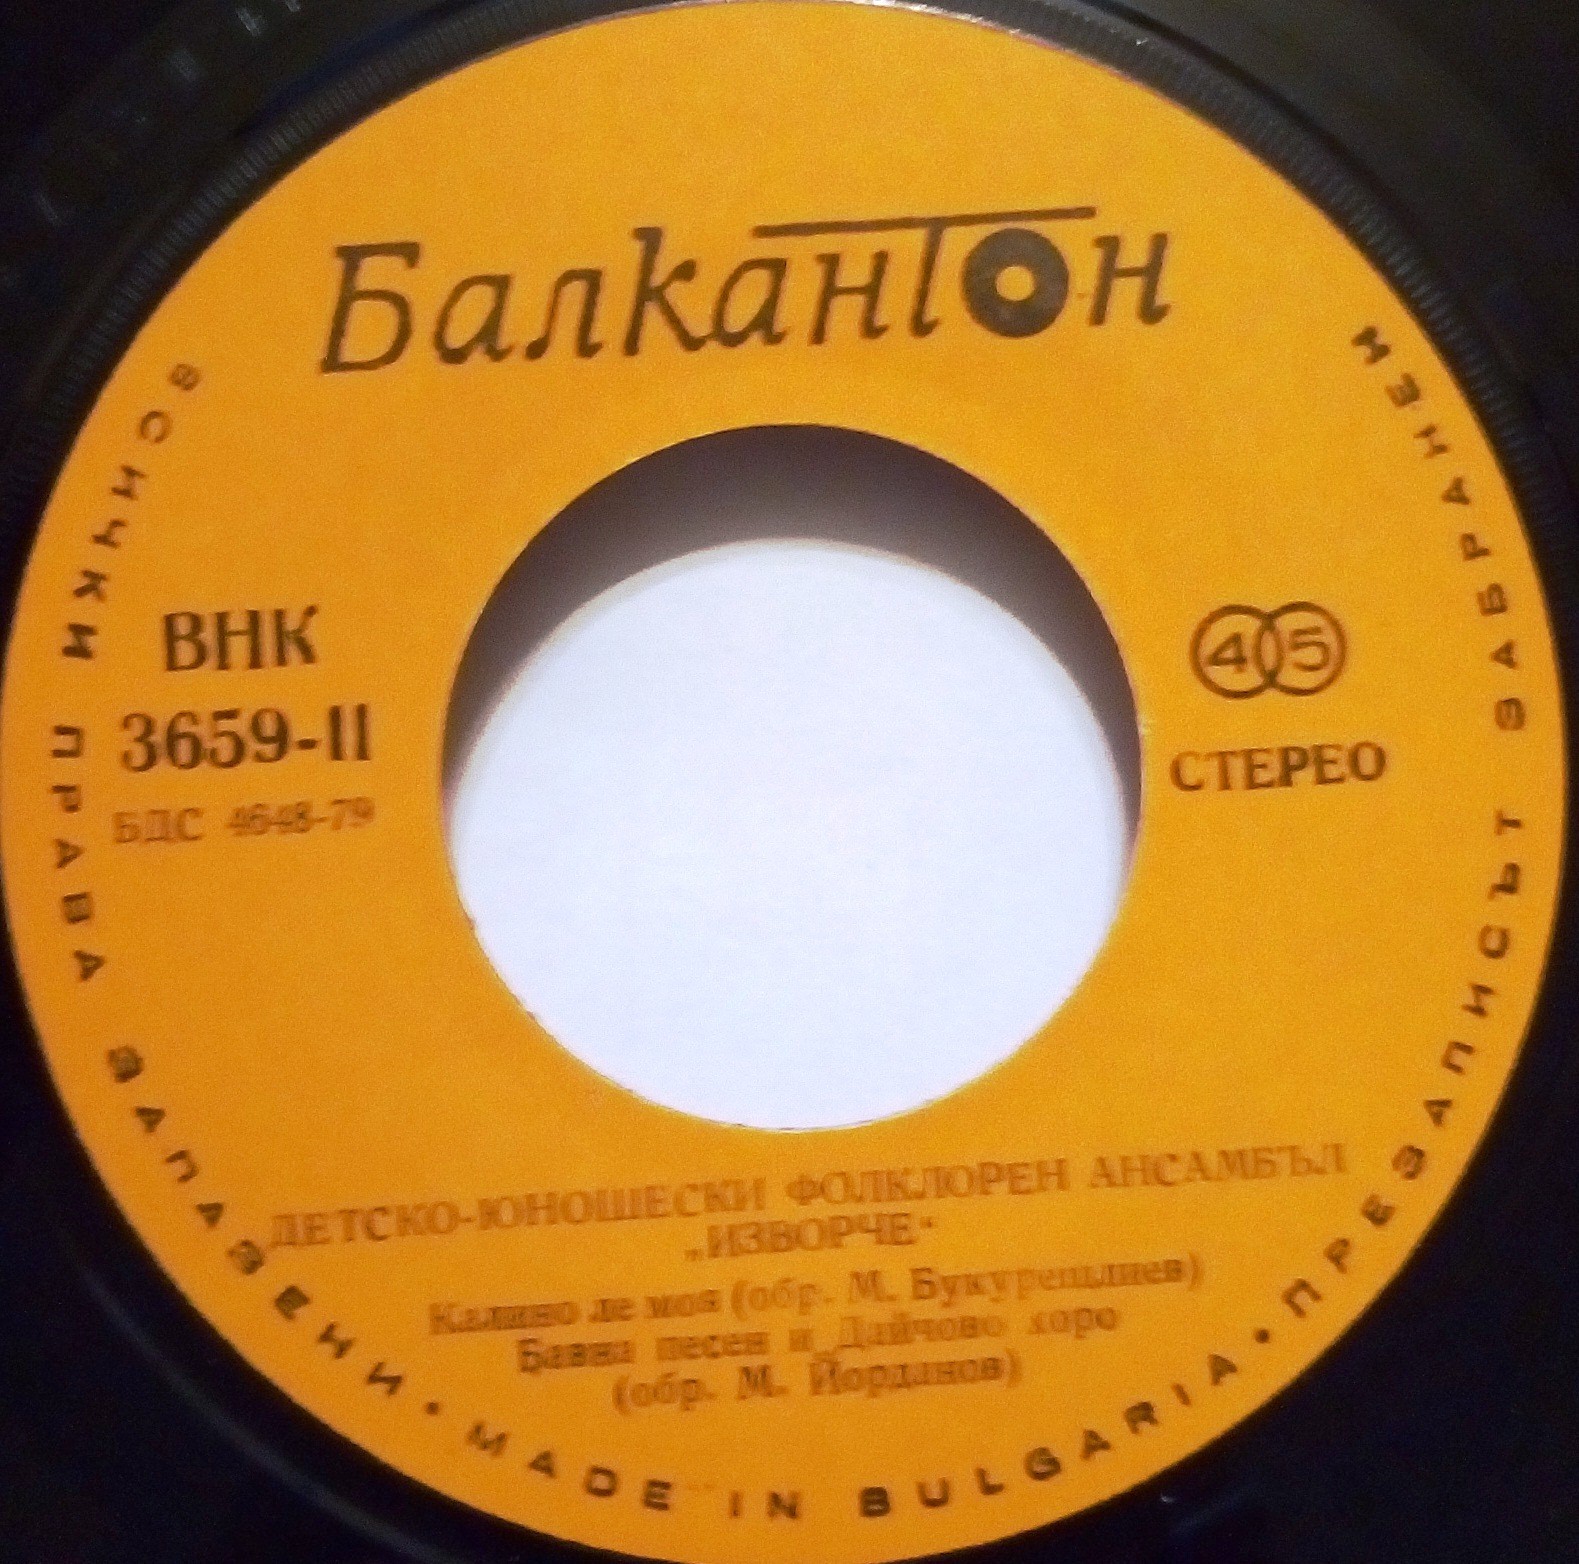 Балкантон
ВНК
3659-II
БДС 4648-79
45
СТЕРЕО
ДЕТСКО-ЮНОШЕСКИ ФОЛКЛОРЕН АНСАМБЪЛ
„ИЗВОРЧЕ“
Калино ле моя (обр. М. Букурещлиев)
Бавна песен и Дайчово хоро
(обр. М. Йорданов)
ВСИЧКИ ПРАВА ЗАПАЗЕНИ • MADE IN BULGARIA • ПРЕЗАПИСЪТ ЗАБРАНЕН